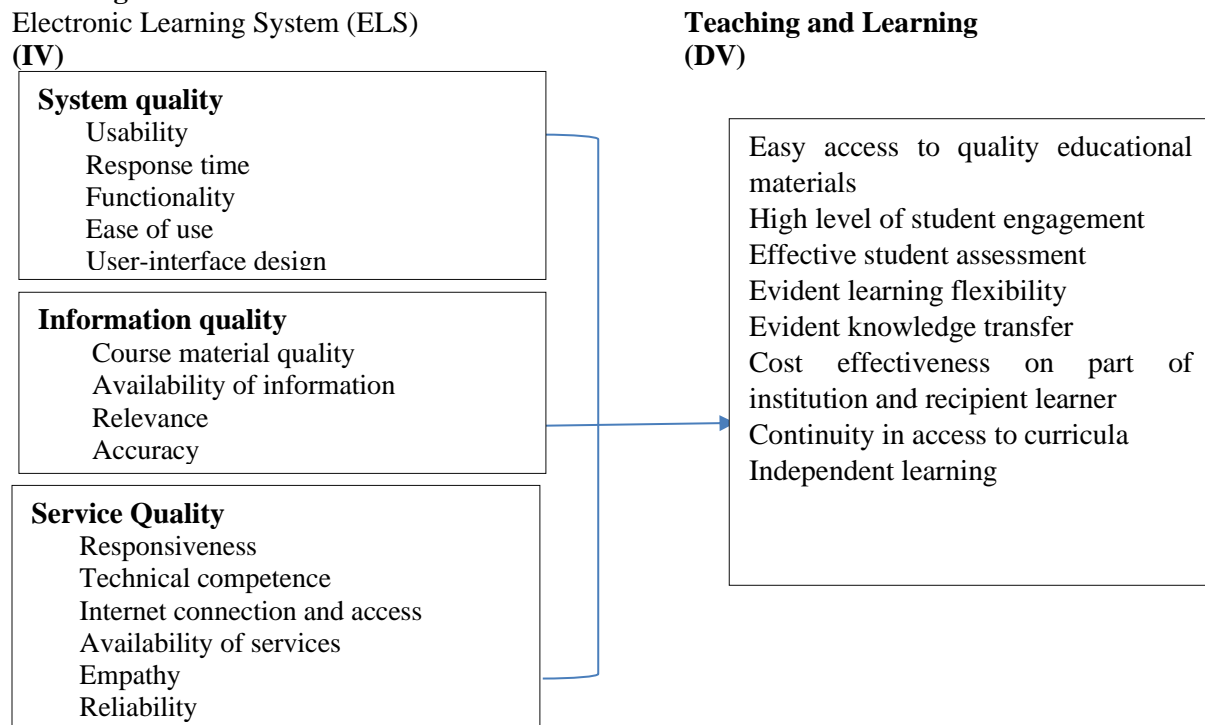 Electronic Learning System (ELS)
(IV)
System quality
Usability
Response time
Functionality
Ease of use
User-interface design
Information quality
Course material quality
Availability of information
Relevance
Accuracy
Service Quality
Responsiveness
Technical competence
Internet connection and access
Availability of services
Empathy
Reliability
Teaching and Learning
(DV)
Easy access to quality educational
materials
High level of student engagement
Effective student assessment
Evident learning flexibility
Evident knowledge transfer
Cost effectiveness on part of
institution and recipient learner
Continuity in access to curricula
Independent learning